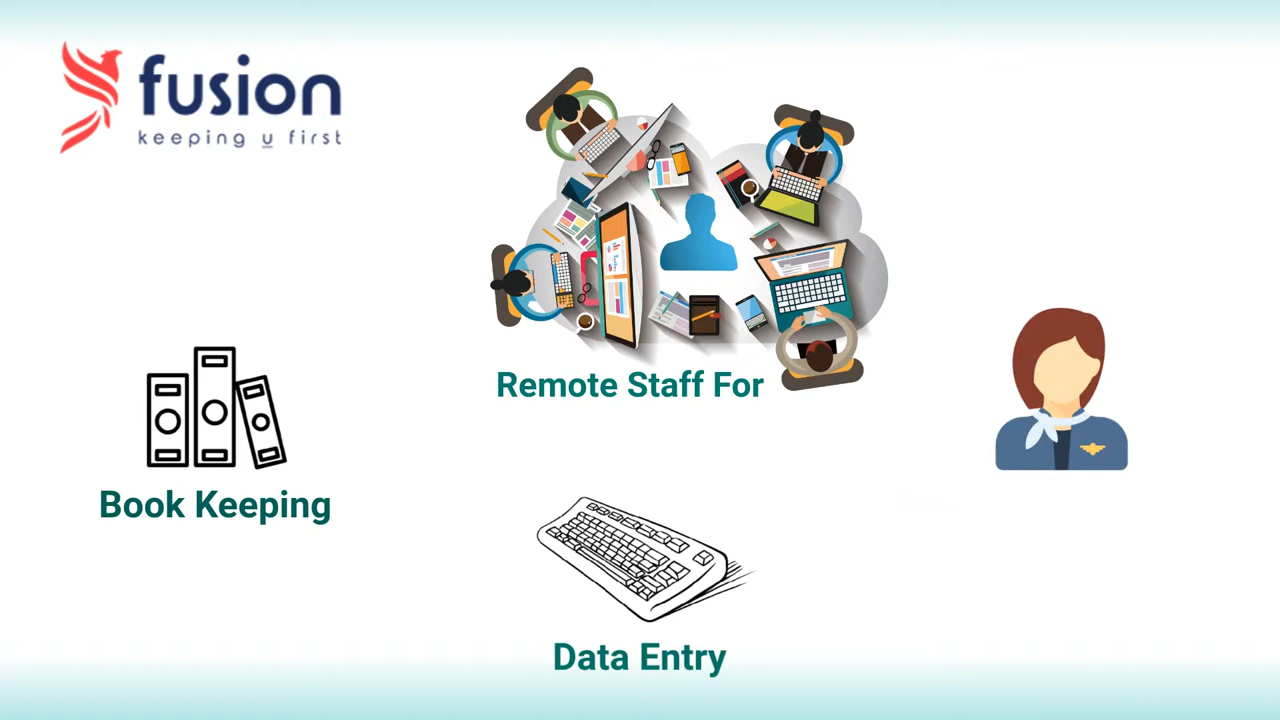 fusion
keeping u first
Remote Staff For
Book Keeping
Data Entry